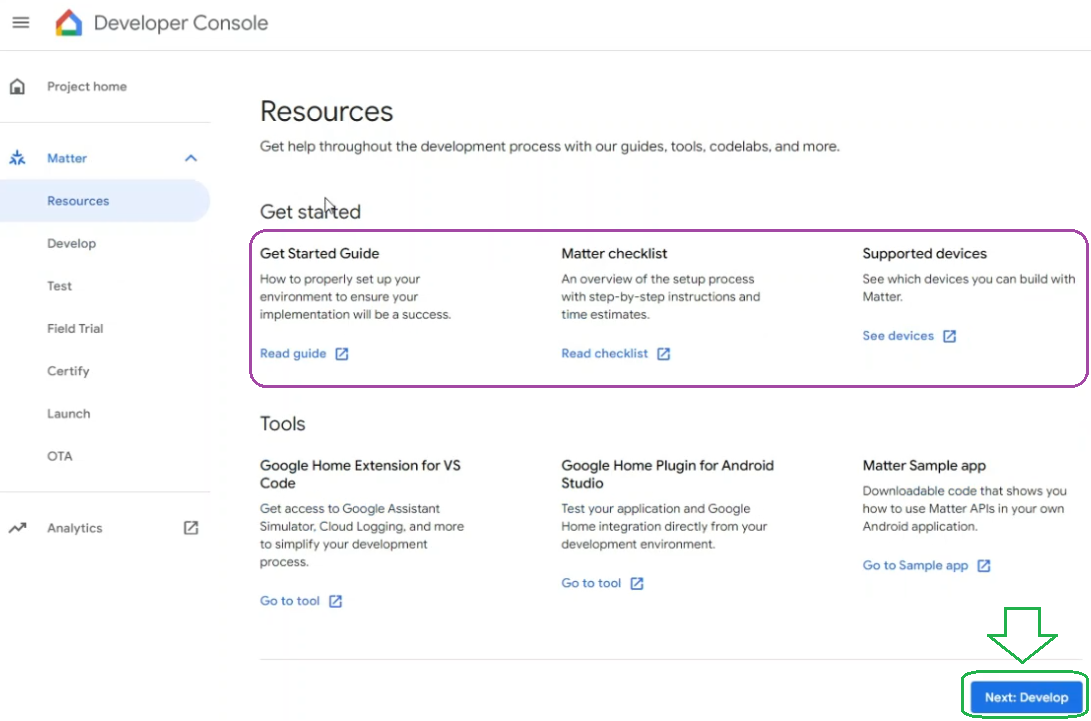 Developer Console
Project home
Matter
Resources
Develop
Test
Field Trial
Certify
Launch
OTA
Analytics
Resources
Get help throughout the development process with our guides, tools, codelabs, and more.
Get started
Get Started Guide
How to properly set up your
environment to ensure your
implementation will be a success.
Read guide
Matter checklist
An overview of the setup process
with step-by-step instructions and
time estimates.
Read checklist
Supported devices
See which devices you can build with
Matter.
See devices
Tools
Google Home Extension for VS
Code
Get access to Google Assistant
Simulator, Cloud Logging, and more
to simplify your development
process.
Go to tool
Google Home Plugin for Android
Studio
Test your application and Google
Home integration directly from your
development environment.
Go to tool
Matter Sample app
Downloadable code that shows you
how to use Matter APIs in your own
Android application.
Go to Sample app
Next: Develop